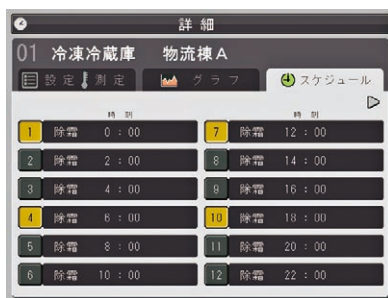 詳細
01 冷凍冷蔵庫 物流棟A
設定 測定 グラフ スケジュール
時刻 時刻
1 除霜 0:00 7 除霜 12:00
2 除霜 2:00 8 除霜 14:00
3 除霜 4:00 9 除霜 16:00
4 除霜 6:00 10 除霜 18:00
5 除霜 8:00 11 除霜 20:00
6 除霜 10:00 12 除霜 22:00